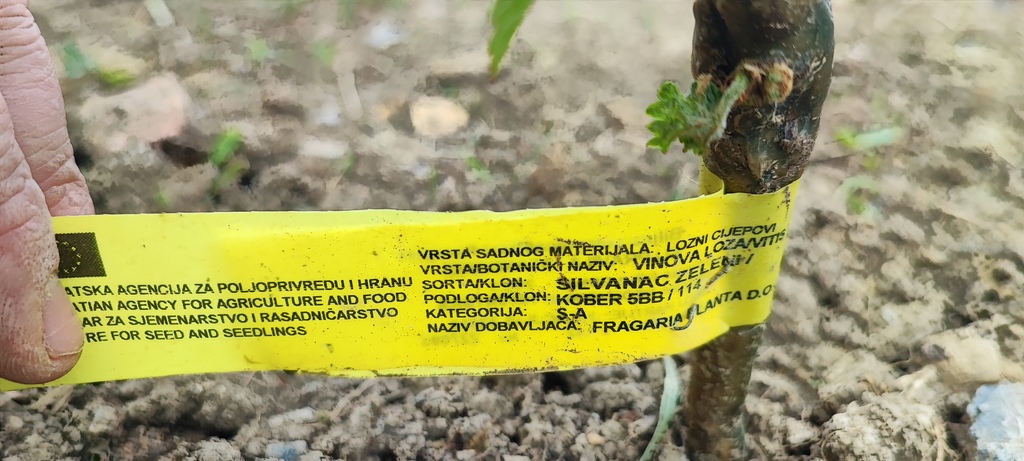 ATSKA AGENCIJA ZA POLJOPRIVREDU I HRANU
ATIAN AGENCY FOR AGRICULTURE AND FOOD
AR ZA SJEMENARSTVO I RASADNIČARSTVO
RE FOR SEED AND SEEDLINGS
VRSTA SADNOG MATERIJALA: LOZNI CIJEPOVI
VRSTA/BOTANIČKI NAZIV: VINOVA LOZA/VITIS
SORTA/KLON: SILVANAC ZELENI /
PODLOGA/KLON: KOBER 5BB / 114
KATEGORIJA: S-A
NAZIV DOBAVLJAČA: FRAGARIA PLANTA D.O